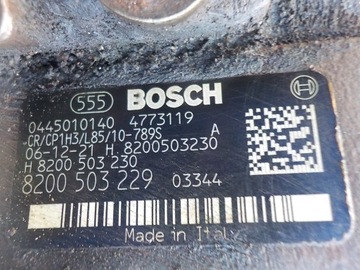 555 BOSCH
0445010140 4773119
CR/CP1H3/L85/10-789S A
06-12-21 H.8200503230
H 8200 503 230
8200 503 229 03344
Made in Italy